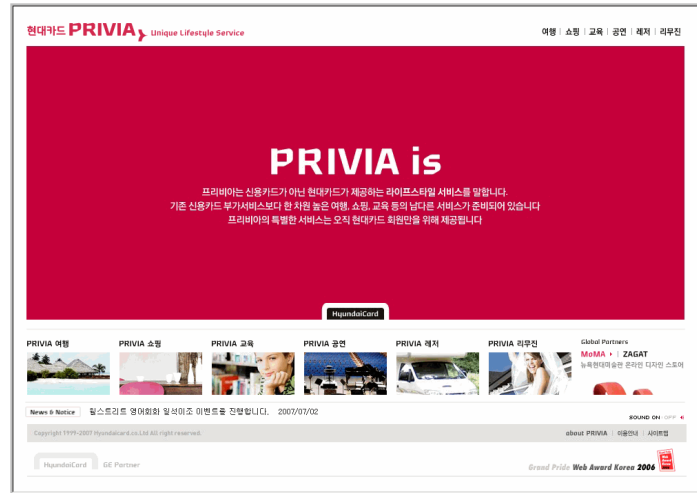 현대카드 PRIVIA Unique Lifestyle Service
여행 | 쇼핑 | 교육 | 공연 | 레저 | 리무진
PRIVIA is
프리비아는 신용카드가 아닌 현대카드가 제공하는 라이프스타일 서비스를 말합니다.
기존 신용카드 부가서비스보다 한 차원 높은 여행, 쇼핑, 교육 등의 남다른 서비스가 준비되어 있습니다
프리비아의 특별한 서비스는 오직 현대카드 회원만을 위해 제공됩니다
HyundaiCard
PRIVIA 여행
PRIVIA 쇼핑
PRIVIA 교육
PRIVIA 공연
PRIVIA 레저
PRIVIA 리무진
Global Partners
MoMA | ZAGAT
뉴욕현대미술관 온라인 디자인 스토어
News & Notice 월스트리트 영어회화 일석이조 이벤트를 진행합니다. 2007/07/02
SOUND ON / OFF
Copyright 1999-2007 Hyundaicard.co Ltd All right reserved.
about PRIVIA | 이용안내 | 사이트맵
HyundaiCard GE Partner
Grand Pride Web Award Korea 2006